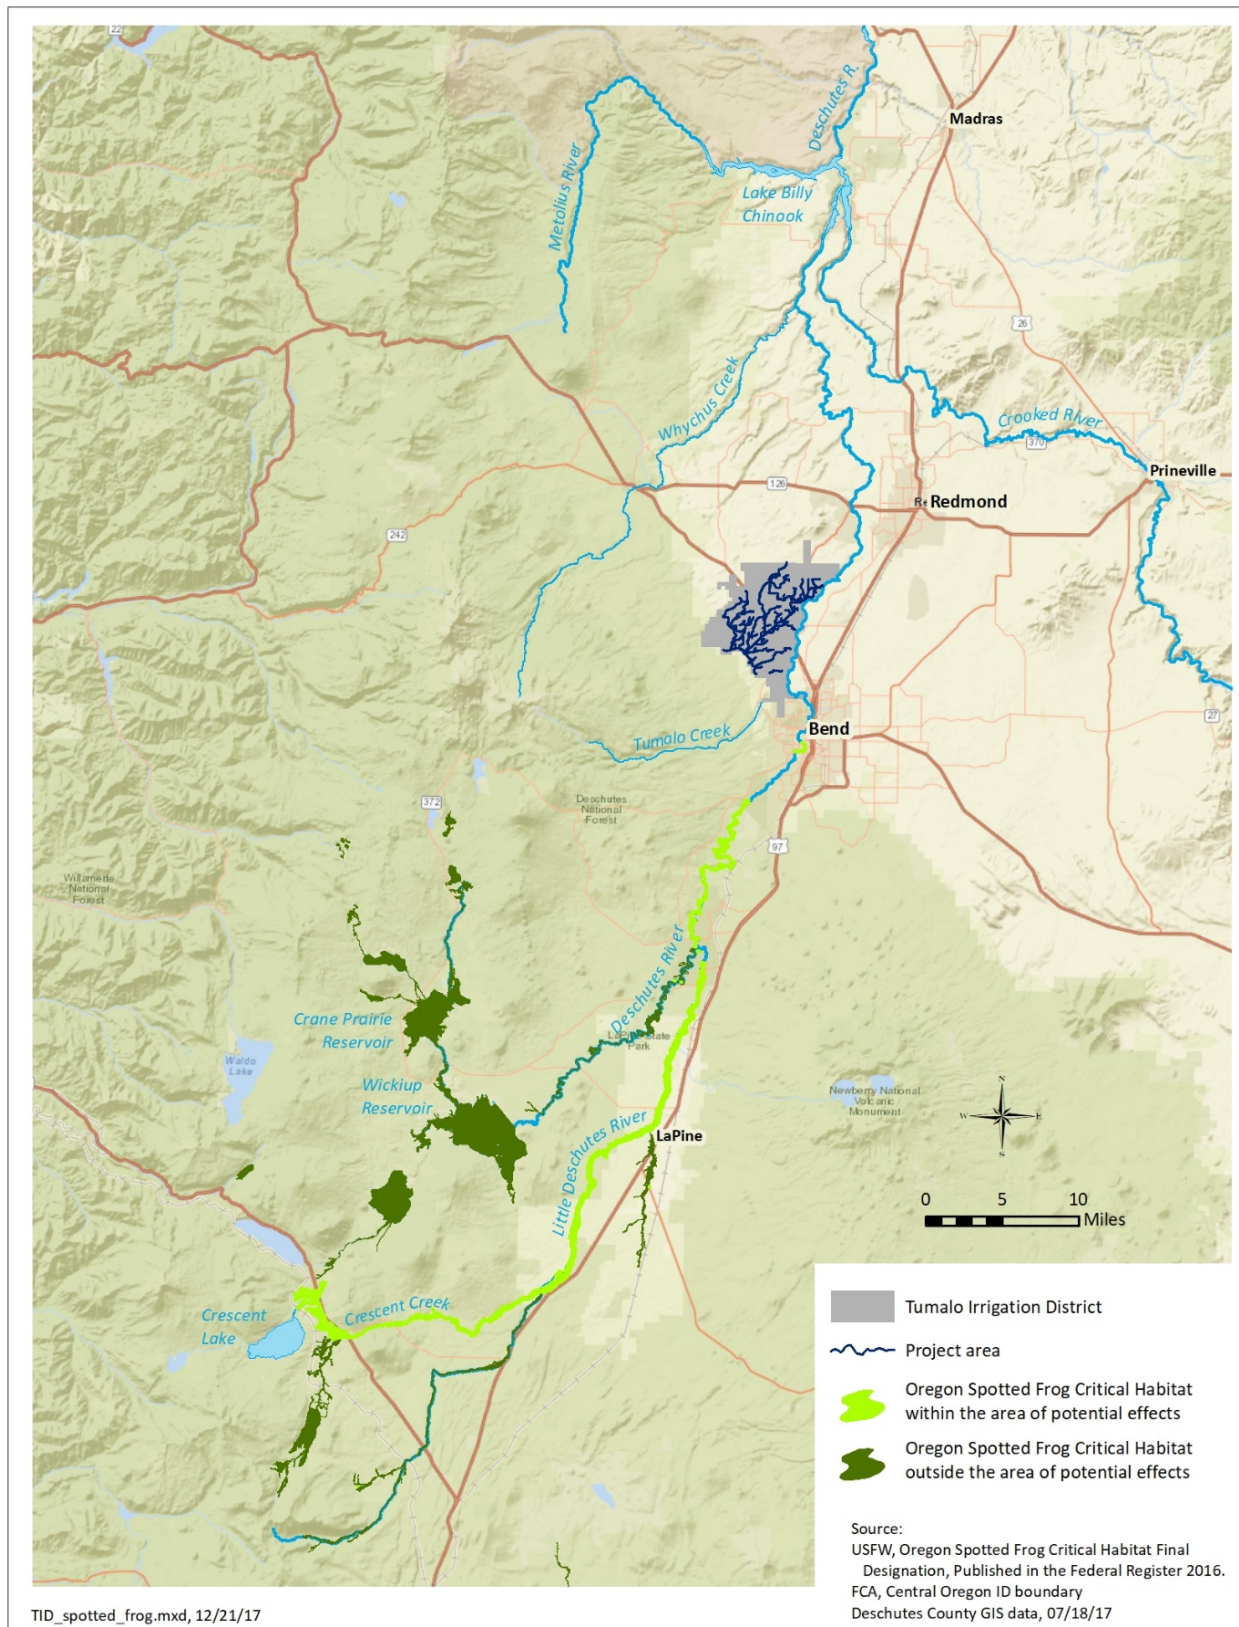 22
Madras
Deschutes R.
Metolius River
Lake Billy
Chinook
26
Whychus Creek
Crooked River
370
Prineville
126
Redmond
242
Tumalo Creek
Bend
27
372
Deschutes
National
Forest
97
Willamette
National
Forest
Deschutes River
Crane Prairie
Reservoir
LaPine State
Park
Waldo
Lake
Wickiup
Reservoir
Newberry National
Volcanic
Monument
N
W E
S
LaPine
Little Deschutes River
0 5 10
Miles
Crescent Creek
Crescent
Lake
Tumalo Irrigation District
Project area
Oregon Spotted Frog Critical Habitat
within the area of potential effects
Oregon Spotted Frog Critical Habitat
outside the area of potential effects
Source:
USFW, Oregon Spotted Frog Critical Habitat Final
Designation, Published in the Federal Register 2016.
FCA, Central Oregon ID boundary
Deschutes County GIS data, 07/18/17
TID_spotted_frog.mxd, 12/21/17